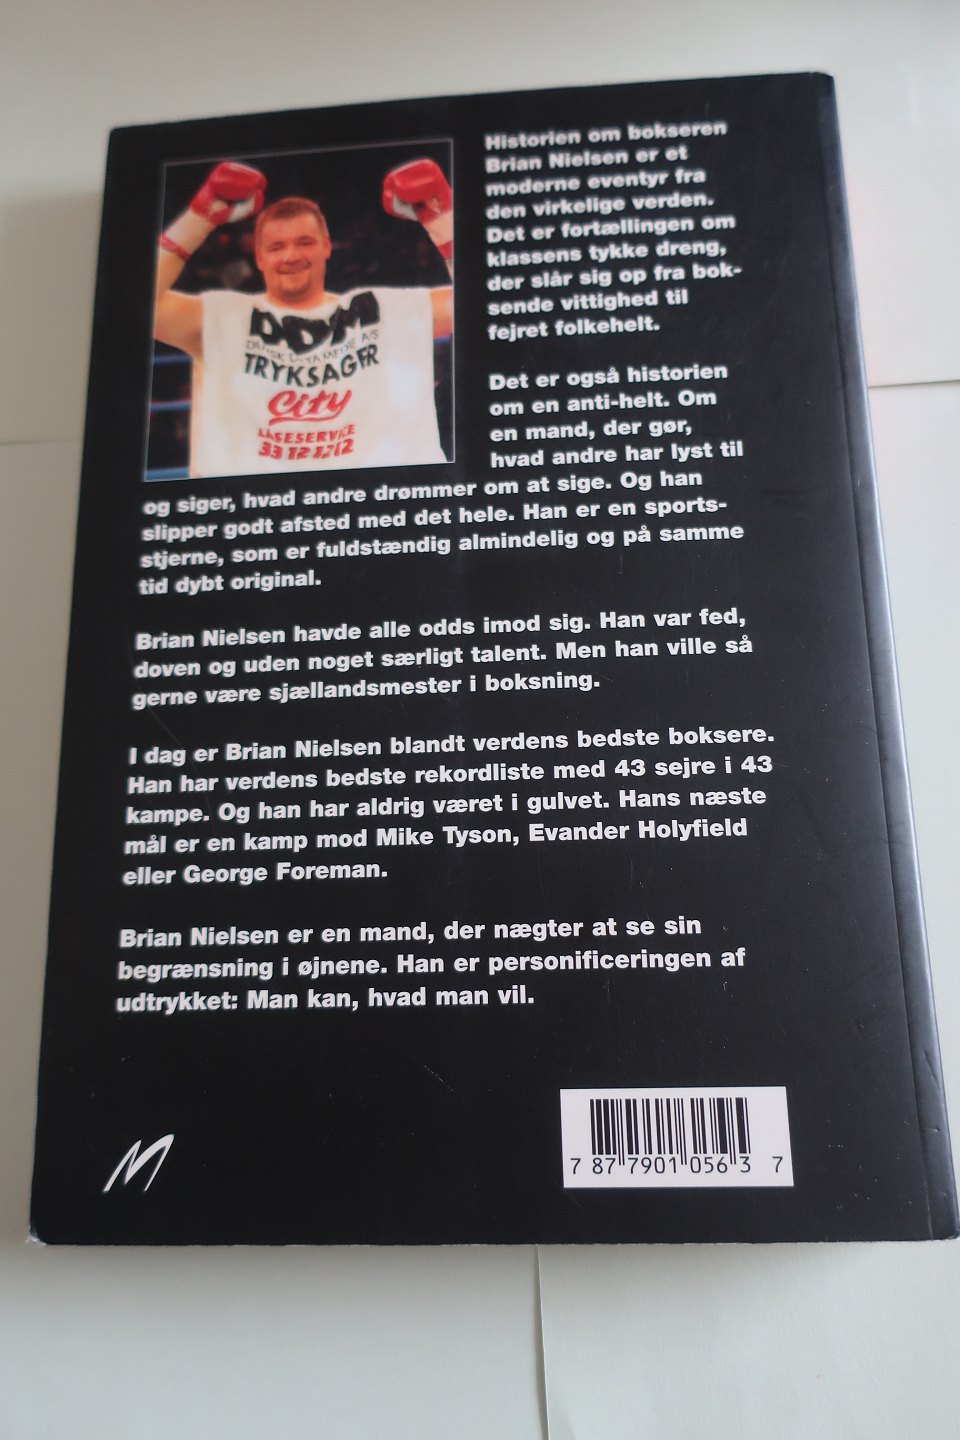 Historien om bokseren
Brian Nielsen er et
moderne eventyr fra
den virkelige verden.
Det er fortællingen om
klassens tykke dreng,
der slår sig op fra bok-
sende vittighed til
fejret folkehelt.
Det er også historien
om en anti-helt. Om
en mand, der gør,
hvad andre har lyst til
og siger, hvad andre drømmer om at sige. Og han
slipper godt afsted med det hele. Han er en sports-
stjerne, som er fuldstændig almindelig og på samme
tid dybt original.
Brian Nielsen havde alle odds imod sig. Han var fed,
doven og uden noget særligt talent. Men han ville så
gerne være sjællandsmester i boksning.
I dag er Brian Nielsen blandt verdens bedste boksere.
Han har verdens bedste rekordliste med 43 sejre i 43
kampe. Og han har aldrig været i gulvet. Hans næste
mål er en kamp mod Mike Tyson, Evander Holyfield
eller George Foreman.
Brian Nielsen er en mand, der nægter at se sin
begrænsning i øjnene. Han er personificeringen af
udtrykket: Man kan, hvad man vil.
DDM
DANSK DATAMEDIE A/S
TRYKSAGER
City
LÅSESERVICE
33 12 12 12
M
7 87 7901 056 3 7